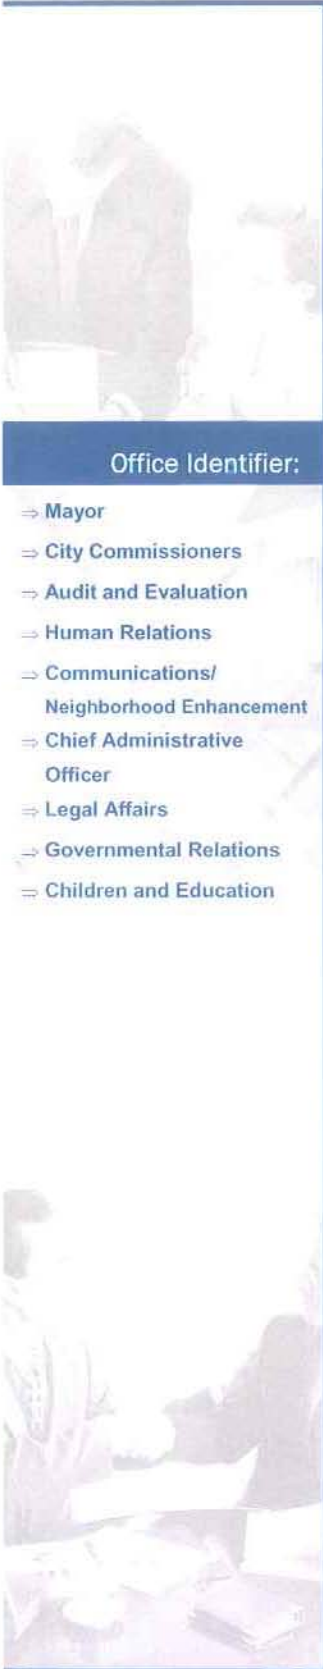 Office Identifier:
⇒ Mayor
⇒ City Commissioners
⇒ Audit and Evaluation
⇒ Human Relations
⇒ Communications/
Neighborhood Enhancement
⇒ Chief Administrative
Officer
⇒ Legal Affairs
⇒ Governmental Relations
⇒ Children and Education